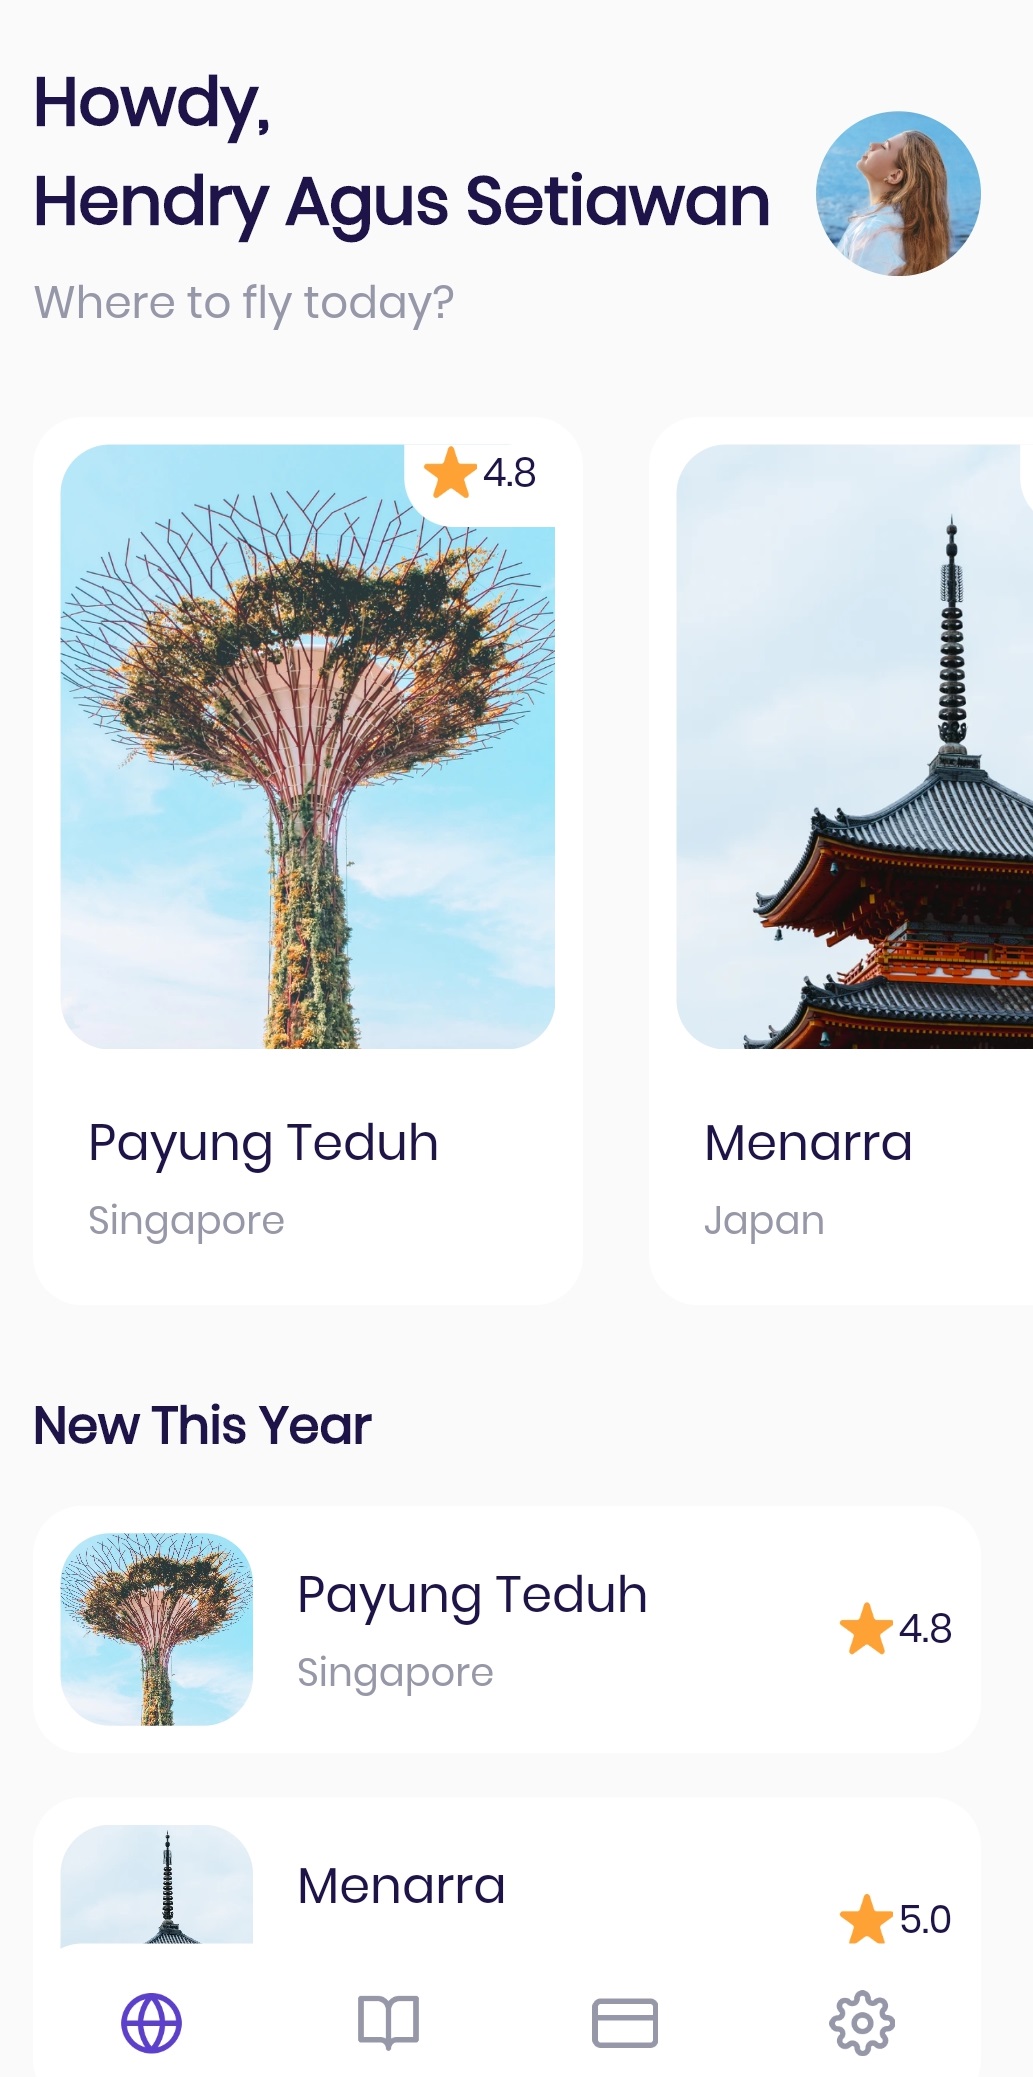 Howdy,
Hendry Agus Setiawan
Where to fly today?
4.8
Payung Teduh
Singapore
Menarra
Japan
New This Year
Payung Teduh
Singapore
4.8
Menarra
5.0